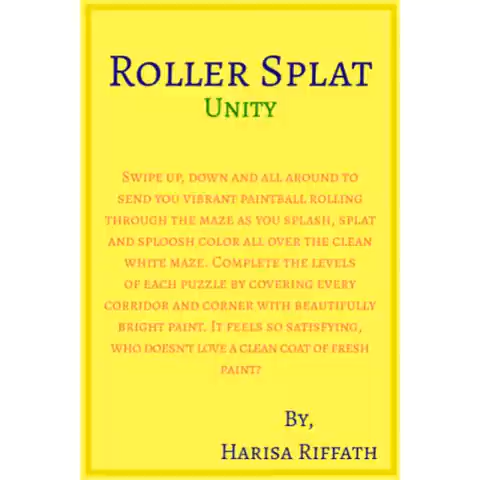 Roller Splat
Unity
Swipe up, down and all around to
send you vibrant paintball rolling
through the maze as you splash, splat
and sploosh color all over the clean
white maze. Complete the levels
of each puzzle by covering every
corridor and corner with beautifully
bright paint. It feels so satisfying,
who doesn't love a clean coat of fresh
paint?
By,
Harisa Riffath